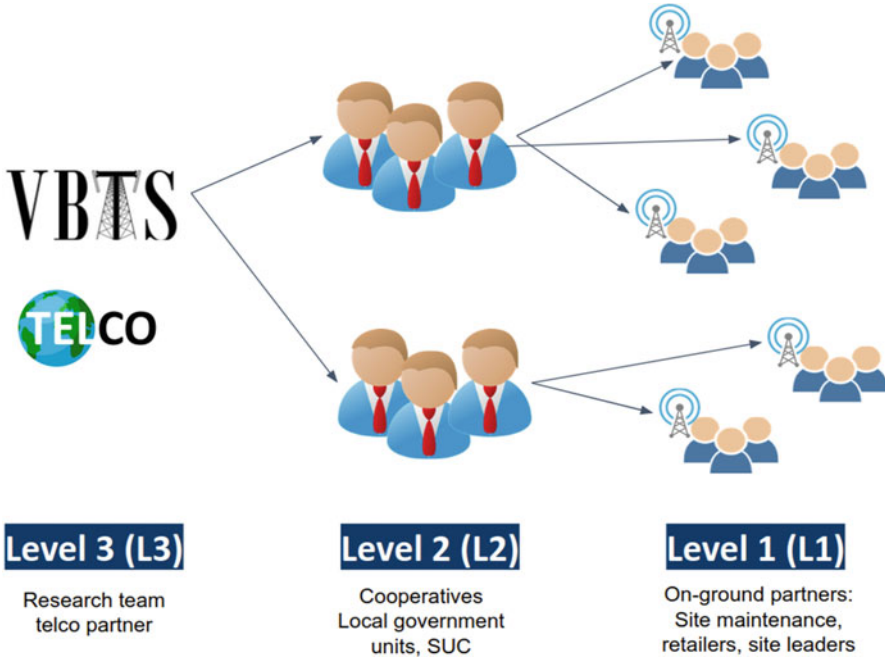 VBTS
TELCO
Level 3 (L3)
Research team
telco partner
Level 2 (L2)
Cooperatives
Local government
units, SUC
Level 1 (L1)
On-ground partners:
Site maintenance,
retailers, site leaders